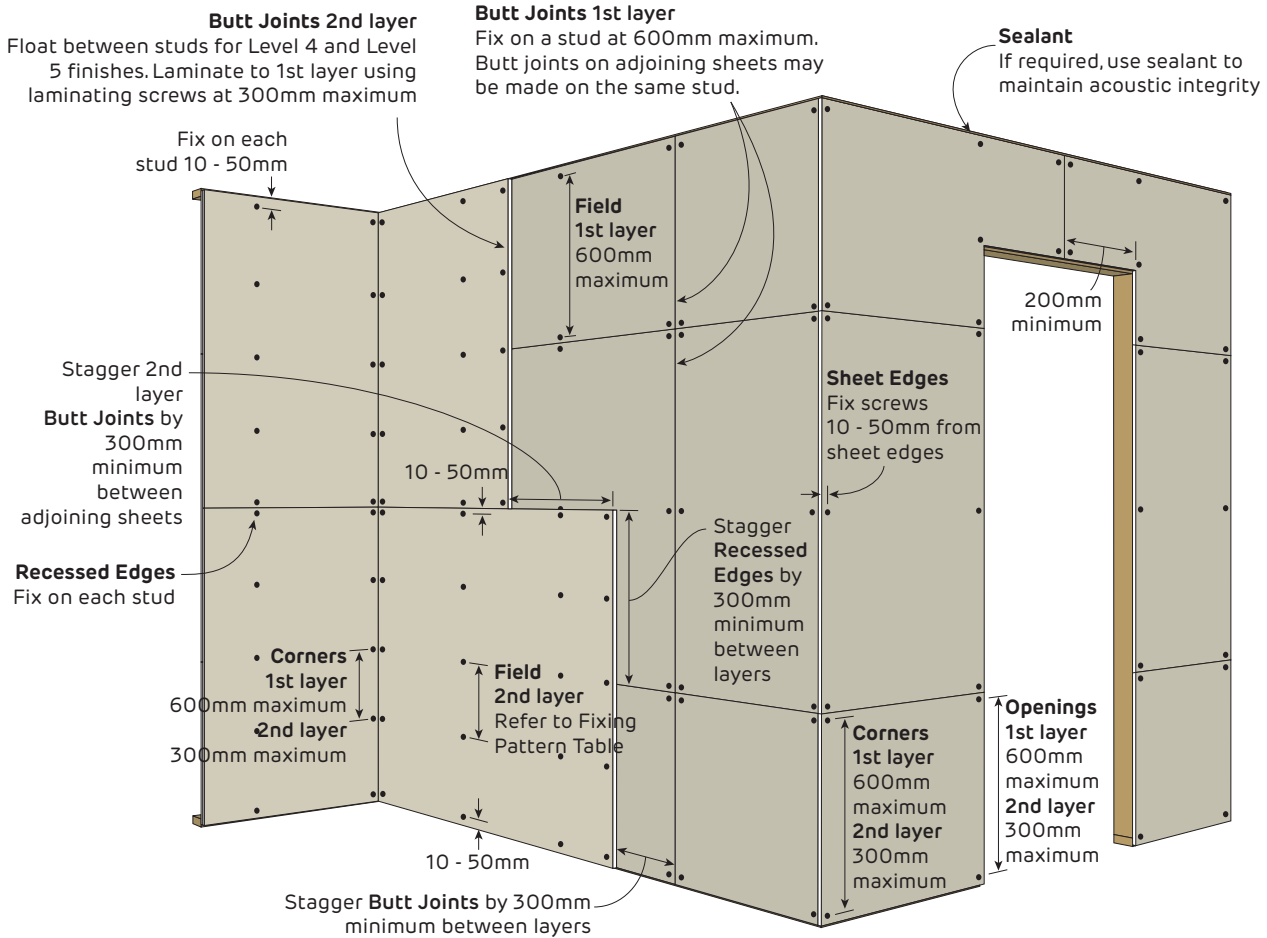 Butt Joints 2nd layer
Float between studs for Level 4 and Level
5 finishes. Laminate to 1st layer using
laminating screws at 300mm maximum
Butt Joints 1st layer
Fix on a stud at 600mm maximum.
Butt joints on adjoining sheets may
be made on the same stud.
Sealant
If required, use sealant to
maintain acoustic integrity
Fix on each
stud 10 - 50mm
Field
1st layer
600mm
maximum
200mm
minimum
Stagger 2nd
layer
Butt Joints by
300mm
minimum
between
adjoining sheets
Sheet Edges
Fix screws
10 - 50mm from
sheet edges
10 - 50mm
Stagger
Recessed
Edges by
300mm
minimum
between
layers
Recessed Edges
Fix on each stud
Corners
1st layer
600mm maximum
2nd layer
300mm maximum
Field
2nd layer
Refer to Fixing
Pattern Table
Corners
1st layer
600mm
maximum
2nd layer
300mm
maximum
Openings
1st layer
600mm
maximum
2nd layer
300mm
maximum
10 - 50mm
Stagger Butt Joints by 300mm
minimum between layers